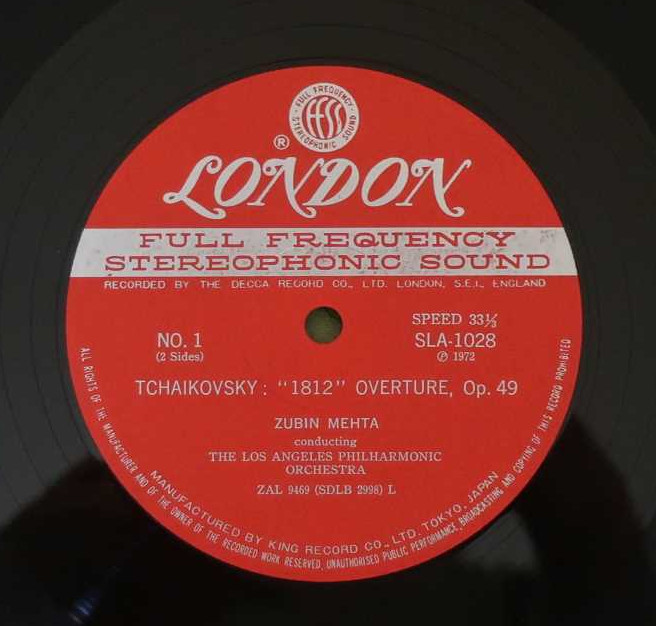 FULL FREQUENCY
ffss
STEREOPHONIC SOUND
®
LONDON
FULL FREQUENCY
STEREOPHONIC SOUND
RECORDED BY THE DECCA RECORD CO., LTD. LONDON, S.E.I., ENGLAND
SPEED 33⅓
NO. 1
SLA-1028
(2 Sides)
℗ 1972
TCHAIKOVSKY : "1812" OVERTURE, Op. 49
ZUBIN MEHTA
conducting
THE LOS ANGELES PHILHARMONIC
ORCHESTRA
ZAL 9469 (SDLB 2998) L
MANUFACTURED BY KING RECORD CO., LTD. TOKYO, JAPAN
ALL RIGHTS OF THE MANUFACTURER AND OF THE OWNER OF THE RECORDED WORK RESERVED, UNAUTHORISED PUBLIC PERFORMANCE, BROADCASTING AND COPYING OF THIS RECORD PROHIBITED